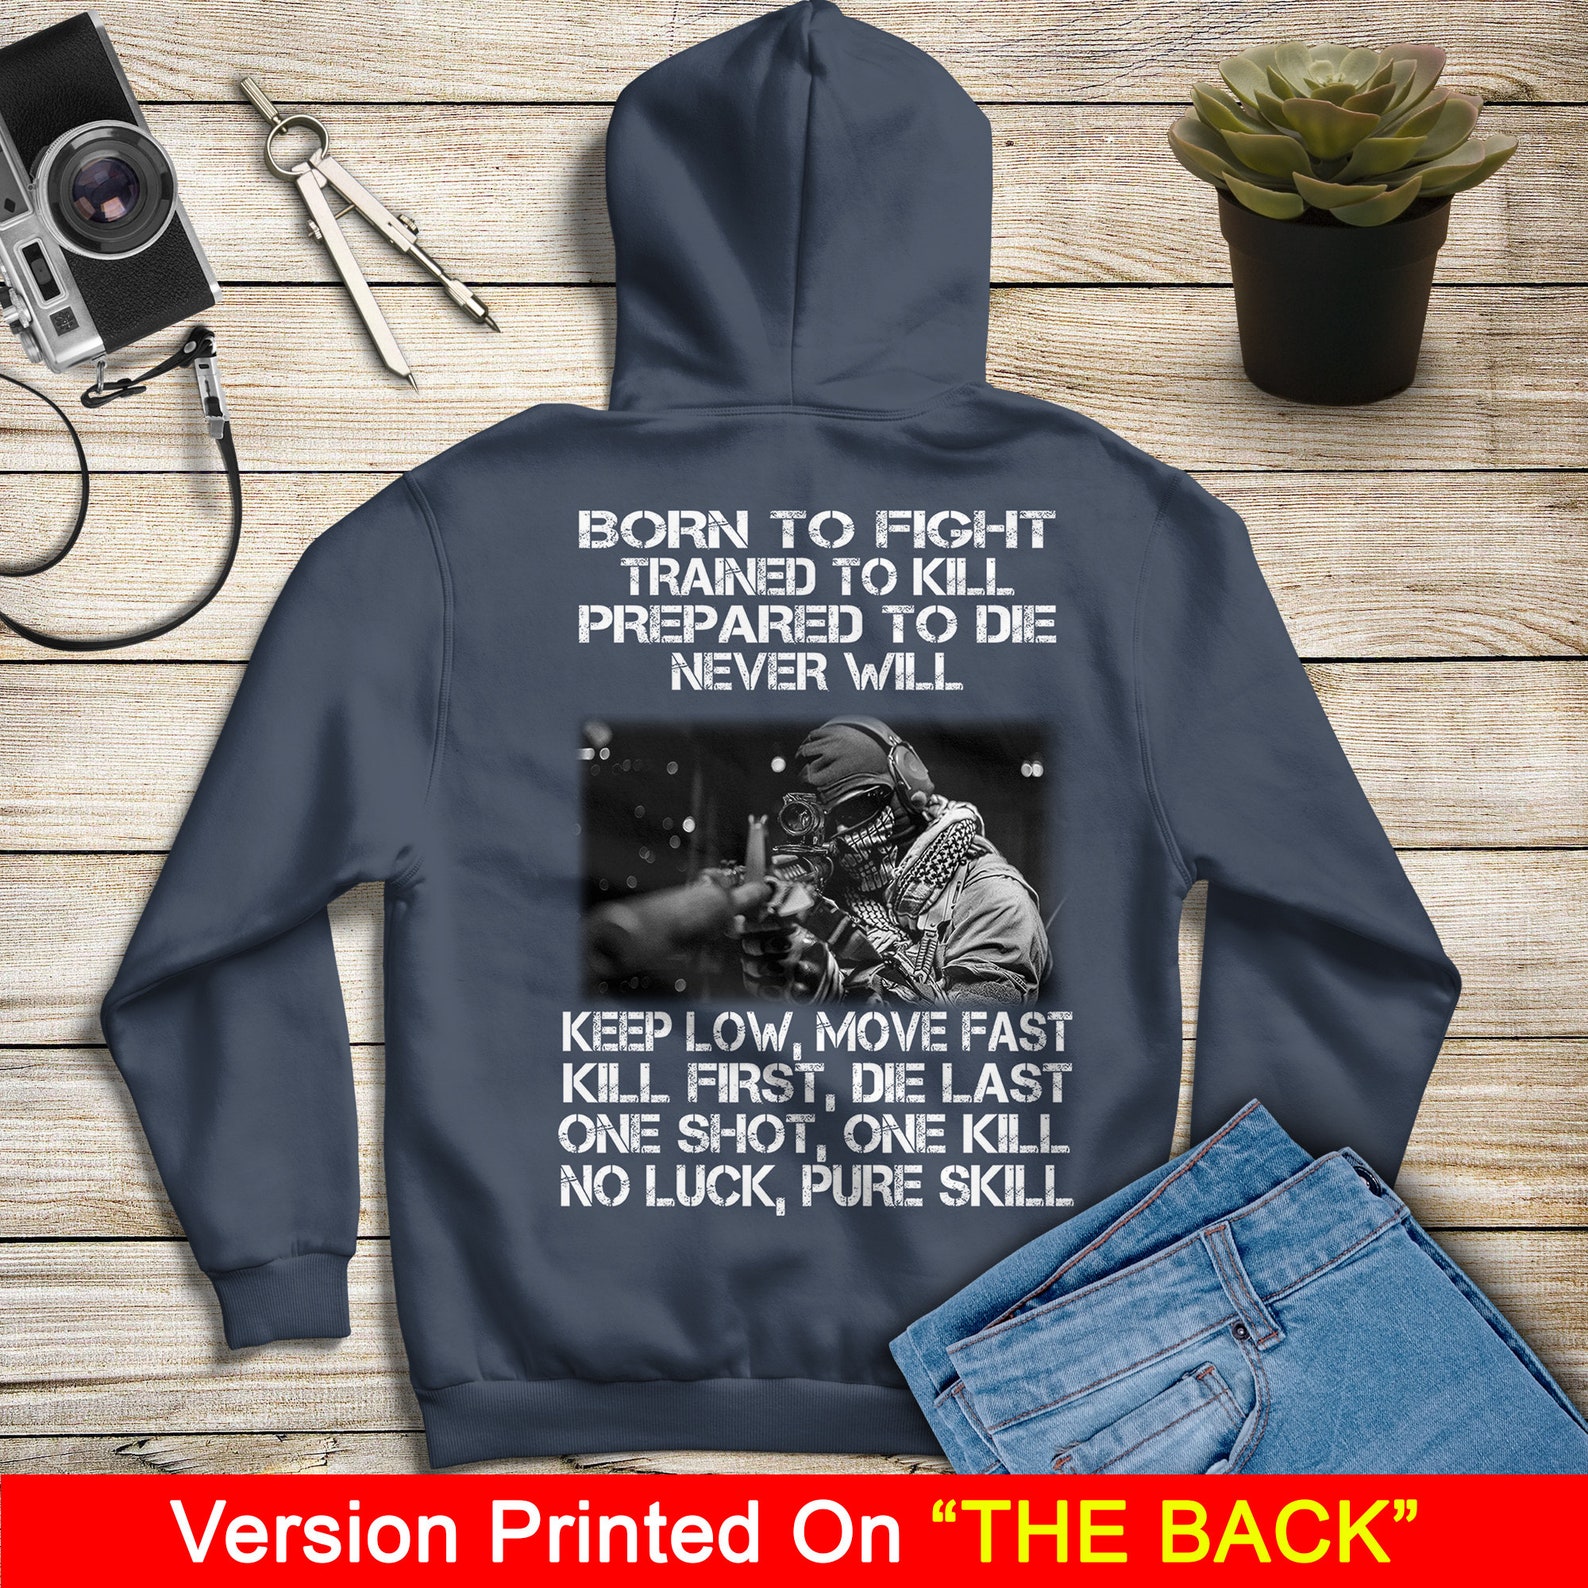 BORN TO FIGHT
TRAINED TO KILL
PREPARED TO DIE
NEVER WILL
KEEP LOW, MOVE FAST
KILL FIRST, DIE LAST
ONE SHOT, ONE KILL
NO LUCK, PURE SKILL
Version Printed On “THE BACK”